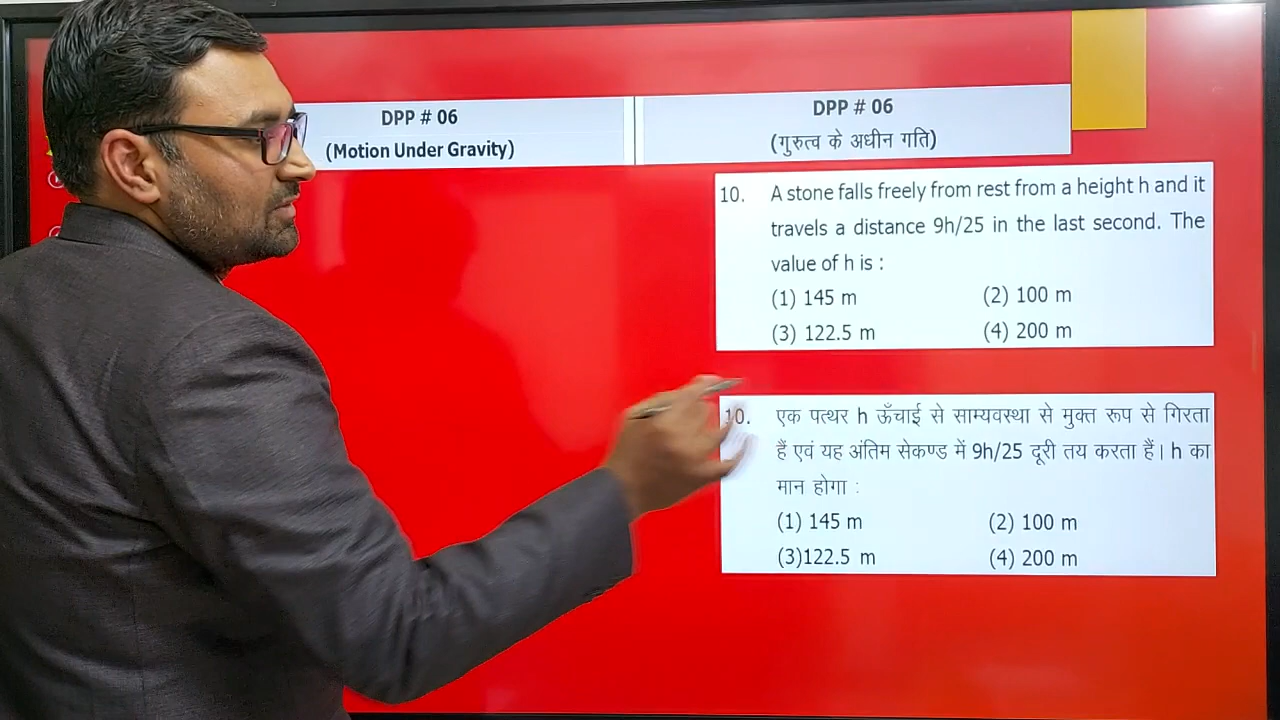 DPP # 06
(Motion Under Gravity)
DPP # 06
(गुरुत्व के अधीन गति)
10. A stone falls freely from rest from a height h and it
travels a distance 9h/25 in the last second. The
value of h is :
(1) 145 m (2) 100 m
(3) 122.5 m (4) 200 m
10. एक पत्थर h ऊँचाई से साम्यवस्था से मुक्त रूप से गिरता
हैं एवं यह अंतिम सेकण्ड में 9h/25 दूरी तय करता हैं। h का
मान होगा :
(1) 145 m (2) 100 m
(3)122.5 m (4) 200 m